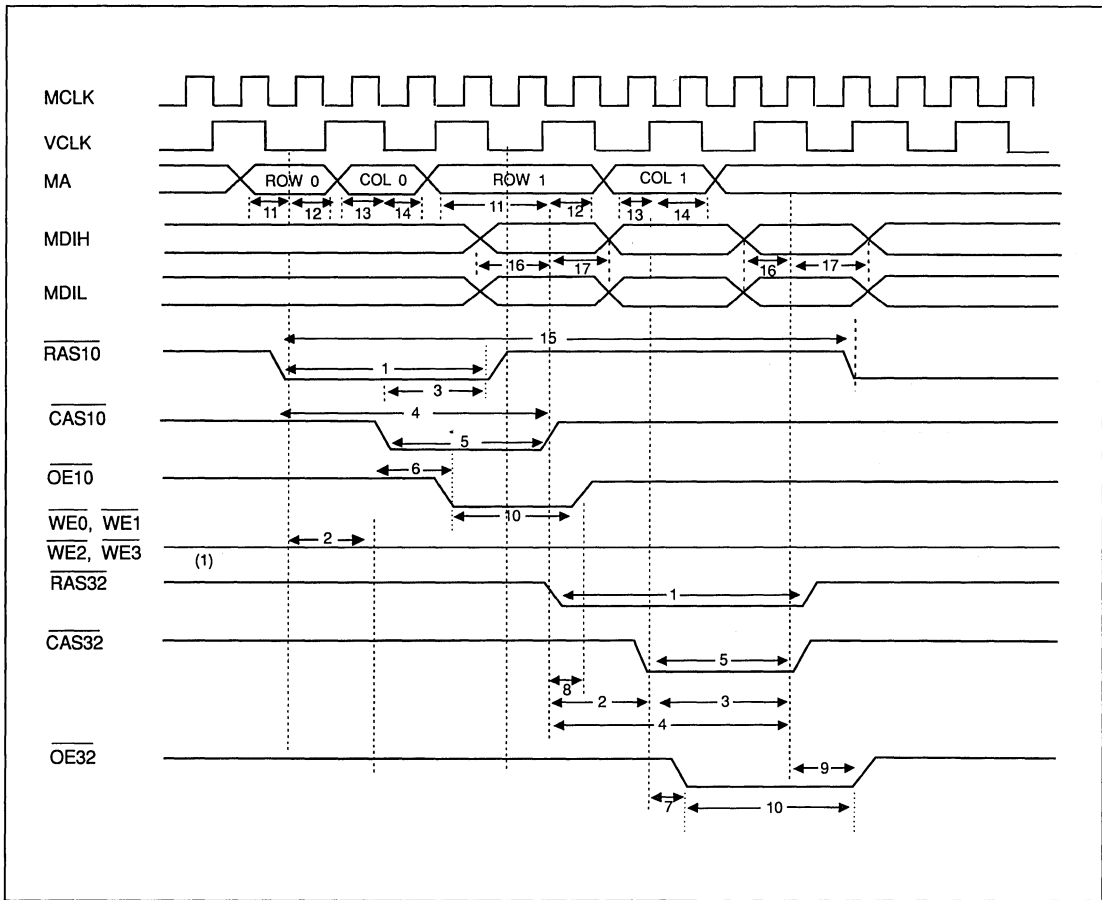 MCLK
VCLK
MA ROW 0 COL 0 ROW 1 COL 1
11 12 13 14 11 12 13 14
MDIH
16 17 16 17
MDIL
15
RAS10
1
3
4
CAS10
5
6
OE10
10
WE0, WE1
2
WE2, WE3 (1)
RAS32
1
CAS32
5
8
2 3
4
OE32
9
7 10